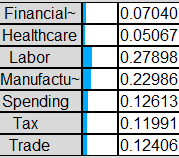 Financial~ 0.07040
Healthcare 0.05067
Labor 0.27898
Manufactu~ 0.22986
Spending 0.12613
Tax 0.11991
Trade 0.12406